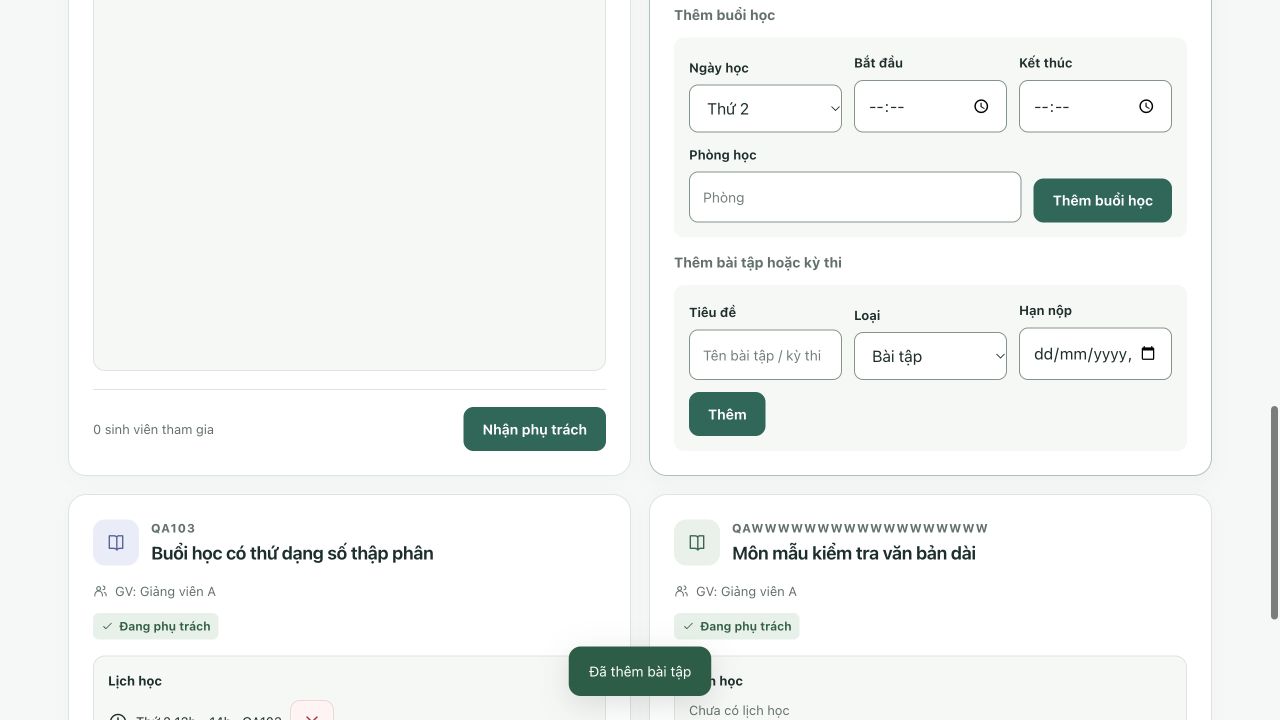 Thêm buổi học
Ngày học
Bắt đầu
Kết thúc
Thứ 2
--:--
--:--
Phòng học
Phòng
Thêm buổi học
Thêm bài tập hoặc kỳ thi
Tiêu đề
Loại
Hạn nộp
Tên bài tập / kỳ thi
Bài tập
dd/mm/yyyy,
Thêm
0 sinh viên tham gia
Nhận phụ trách
QA103
Buổi học có thứ dạng số thập phân
GV: Giảng viên A
Đang phụ trách
Lịch học
QAWWWWWWWWWWWWWWWWWW
Môn mẫu kiểm tra văn bản dài
GV: Giảng viên A
Đang phụ trách
học
Chưa có lịch học
Đã thêm bài tập